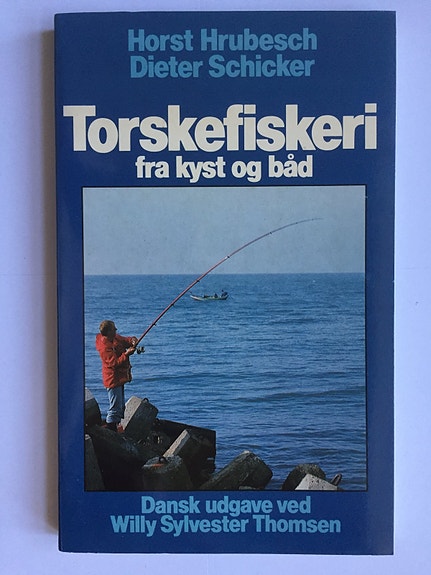 Horst Hrubesch
Dieter Schicker
Torskefiskeri
fra kyst og båd
Dansk udgave ved
Willy Sylvester Thomsen